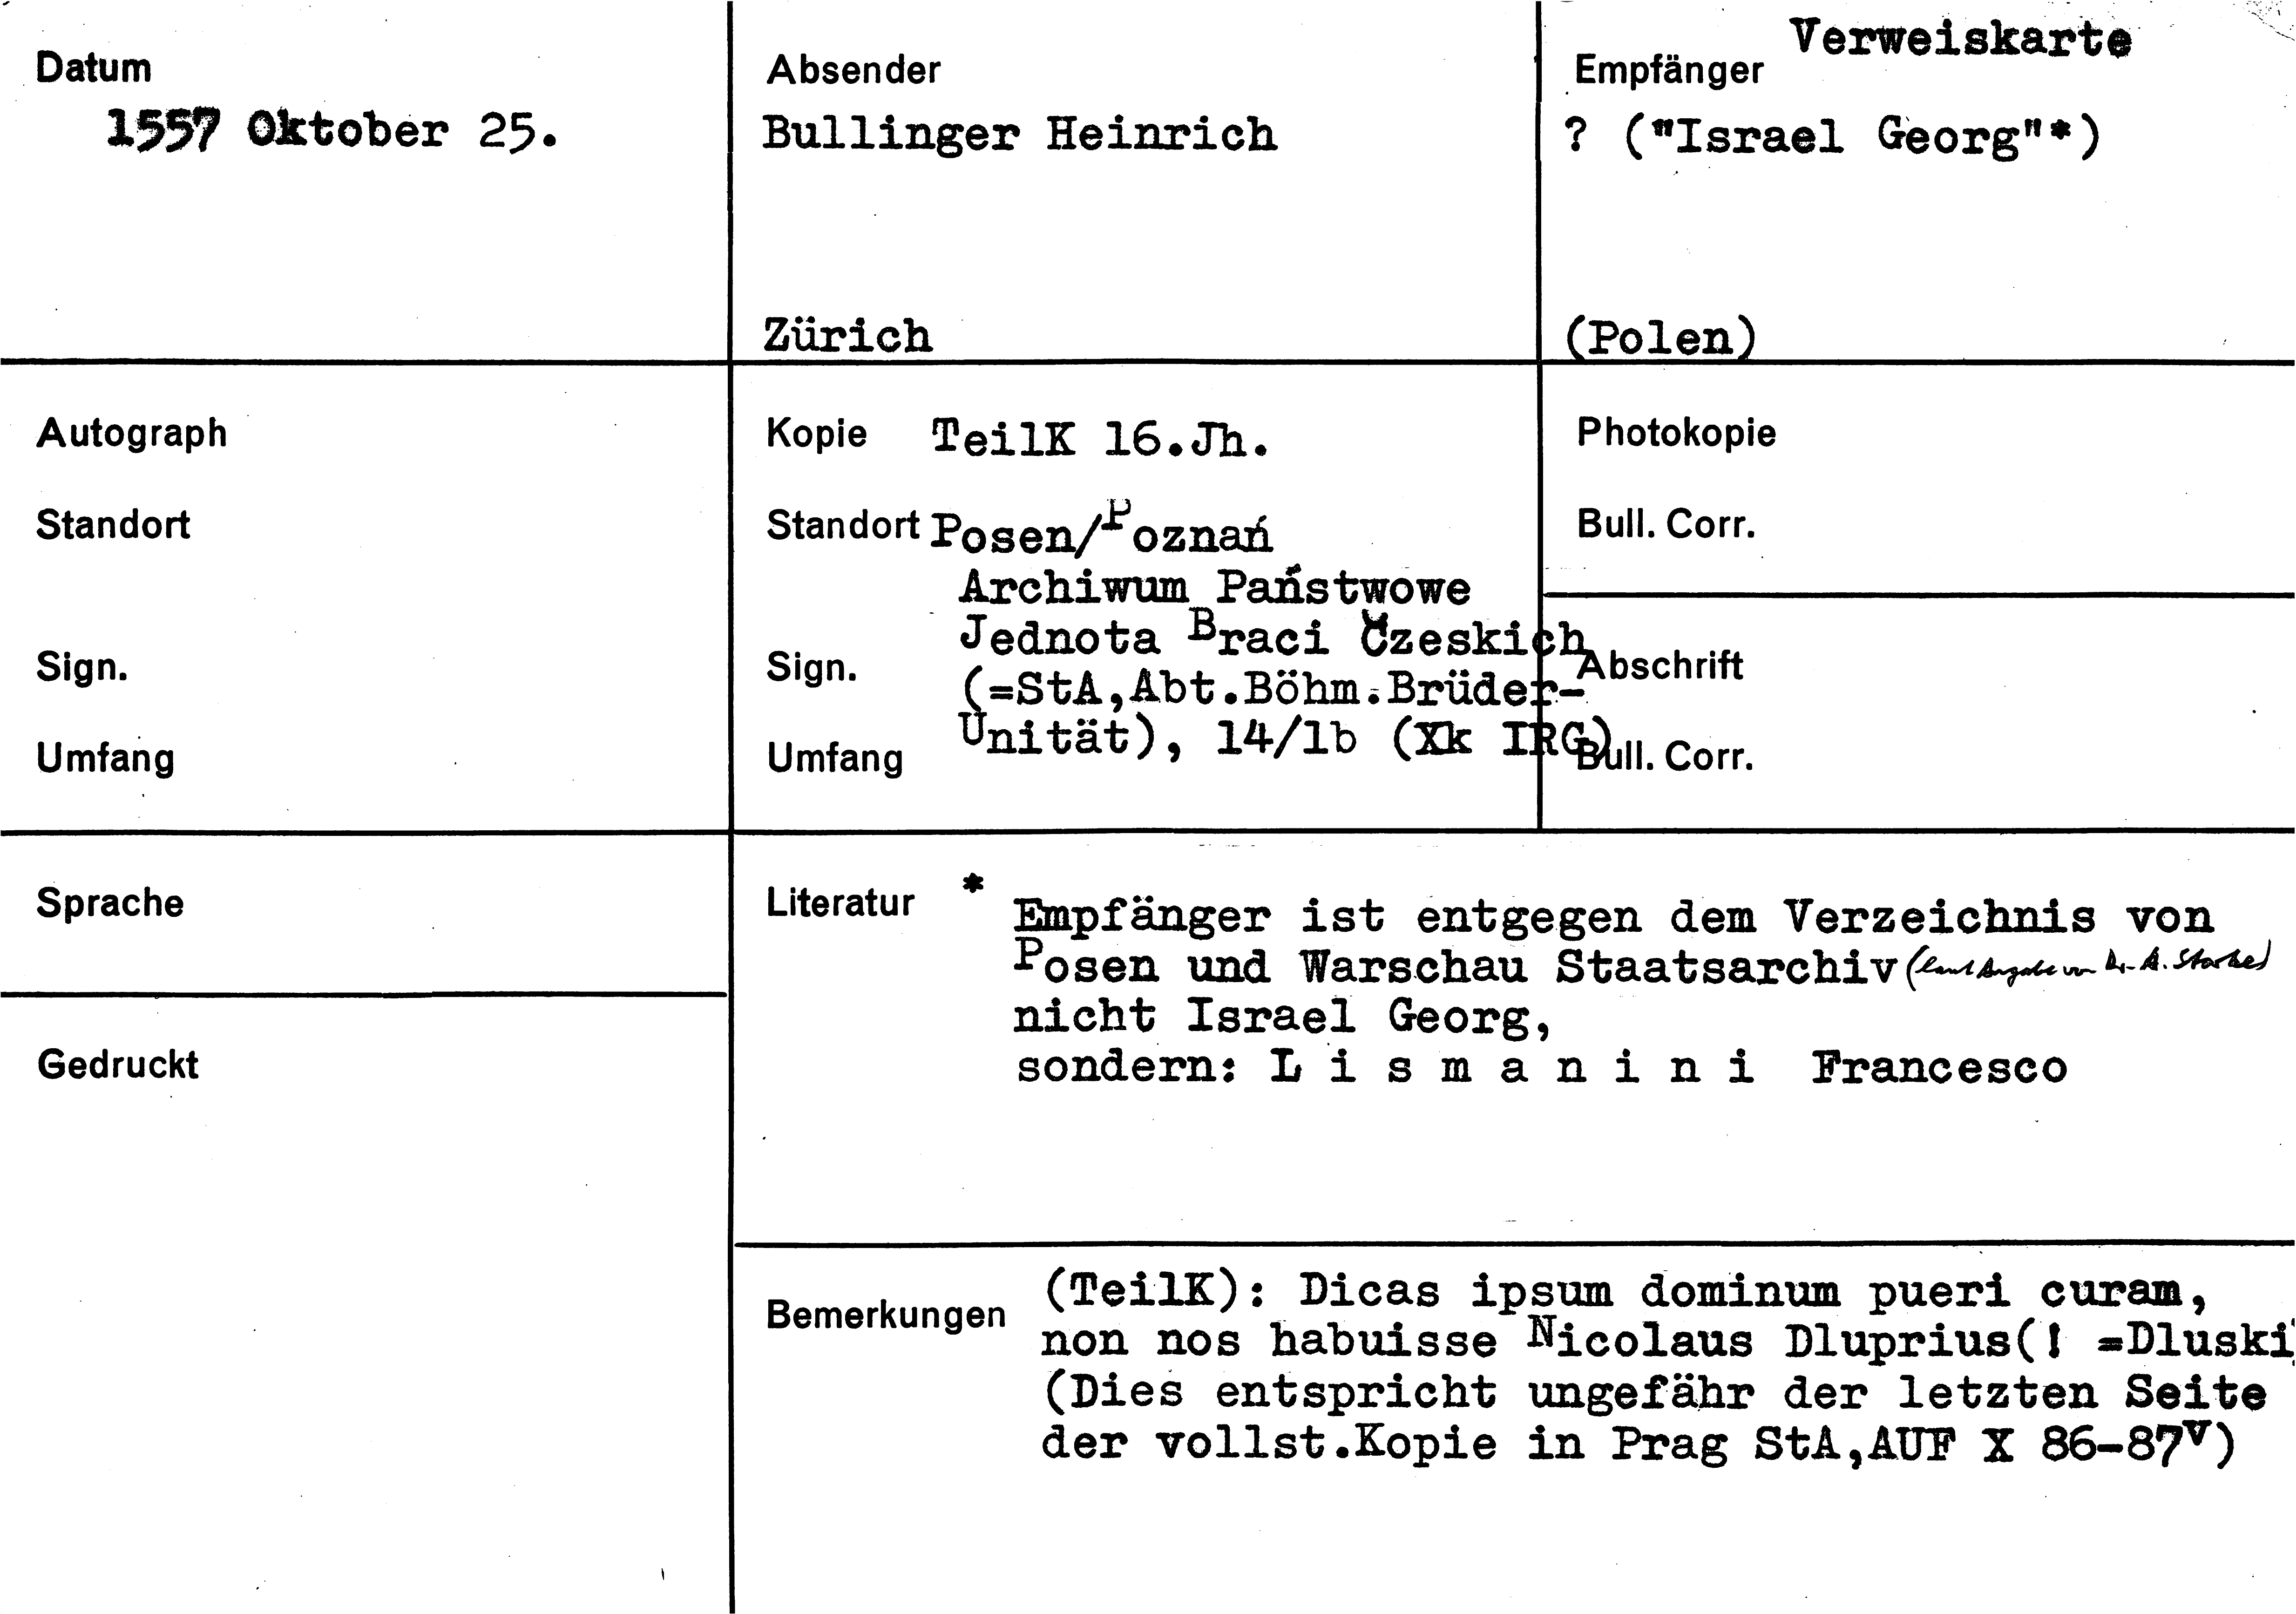 Verweiskarte
Datum
1557 Oktober 25.
Absender
Bullinger Heinrich
Zürich
Empfänger
? ("Israel Georg"*)
(Polen)
Autograph
Standort
Sign.
Umfang
Kopie TeilK 16.Jh.
Standort Posen/Poznań
Archiwum Państwowe
Jednota Braci Czeskich
Sign. (=StA,Abt.Böhm.Brüder-
Unität), 14/1b (Xk IRG)
Umfang
Photokopie
Bull. Corr.
Abschrift
Bull. Corr.
Sprache
Gedruckt
Literatur *
Empfänger ist entgegen dem Verzeichnis von
Posen und Warschau Staatsarchiv (laut Angabe von Dr. A.
nicht Israel Georg,
sondern: L i s m a n i n i Francesco
Bemerkungen
(TeilK): Dicas ipsum dominum pueri curam,
non nos habuisse Nicolaus Dluprius(! =Dluski
(Dies entspricht ungefähr der letzten Seite
der vollst.Kopie in Prag StA,AUF X 86-87v)